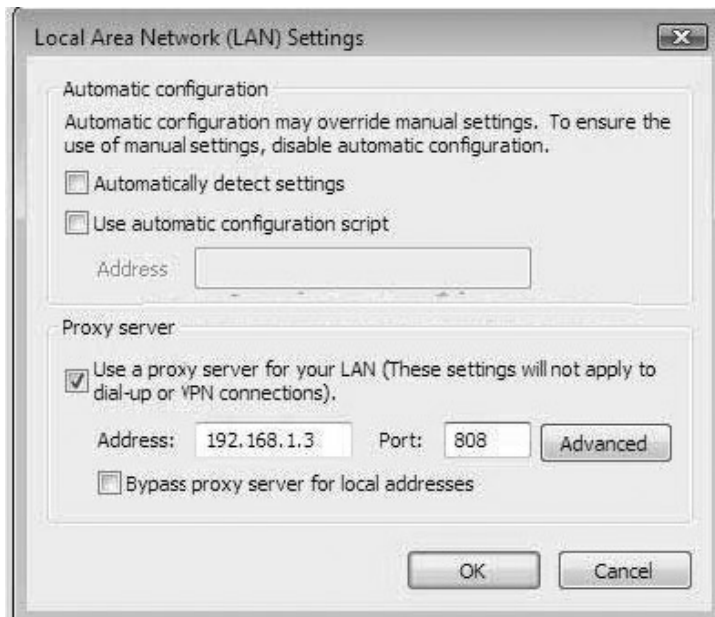 Local Area Network (LAN) Settings
Automatic configuration
Automatic configuration may override manual settings. To ensure the
use of manual settings, disable automatic configuration.
Automatically detect settings
Use automatic configuration script
Address
Proxy server
Use a proxy server for your LAN (These settings will not apply to
dial-up or VPN connections).
Address: 192.168.1.3 Port: 808 Advanced
Bypass proxy server for local addresses
OK Cancel